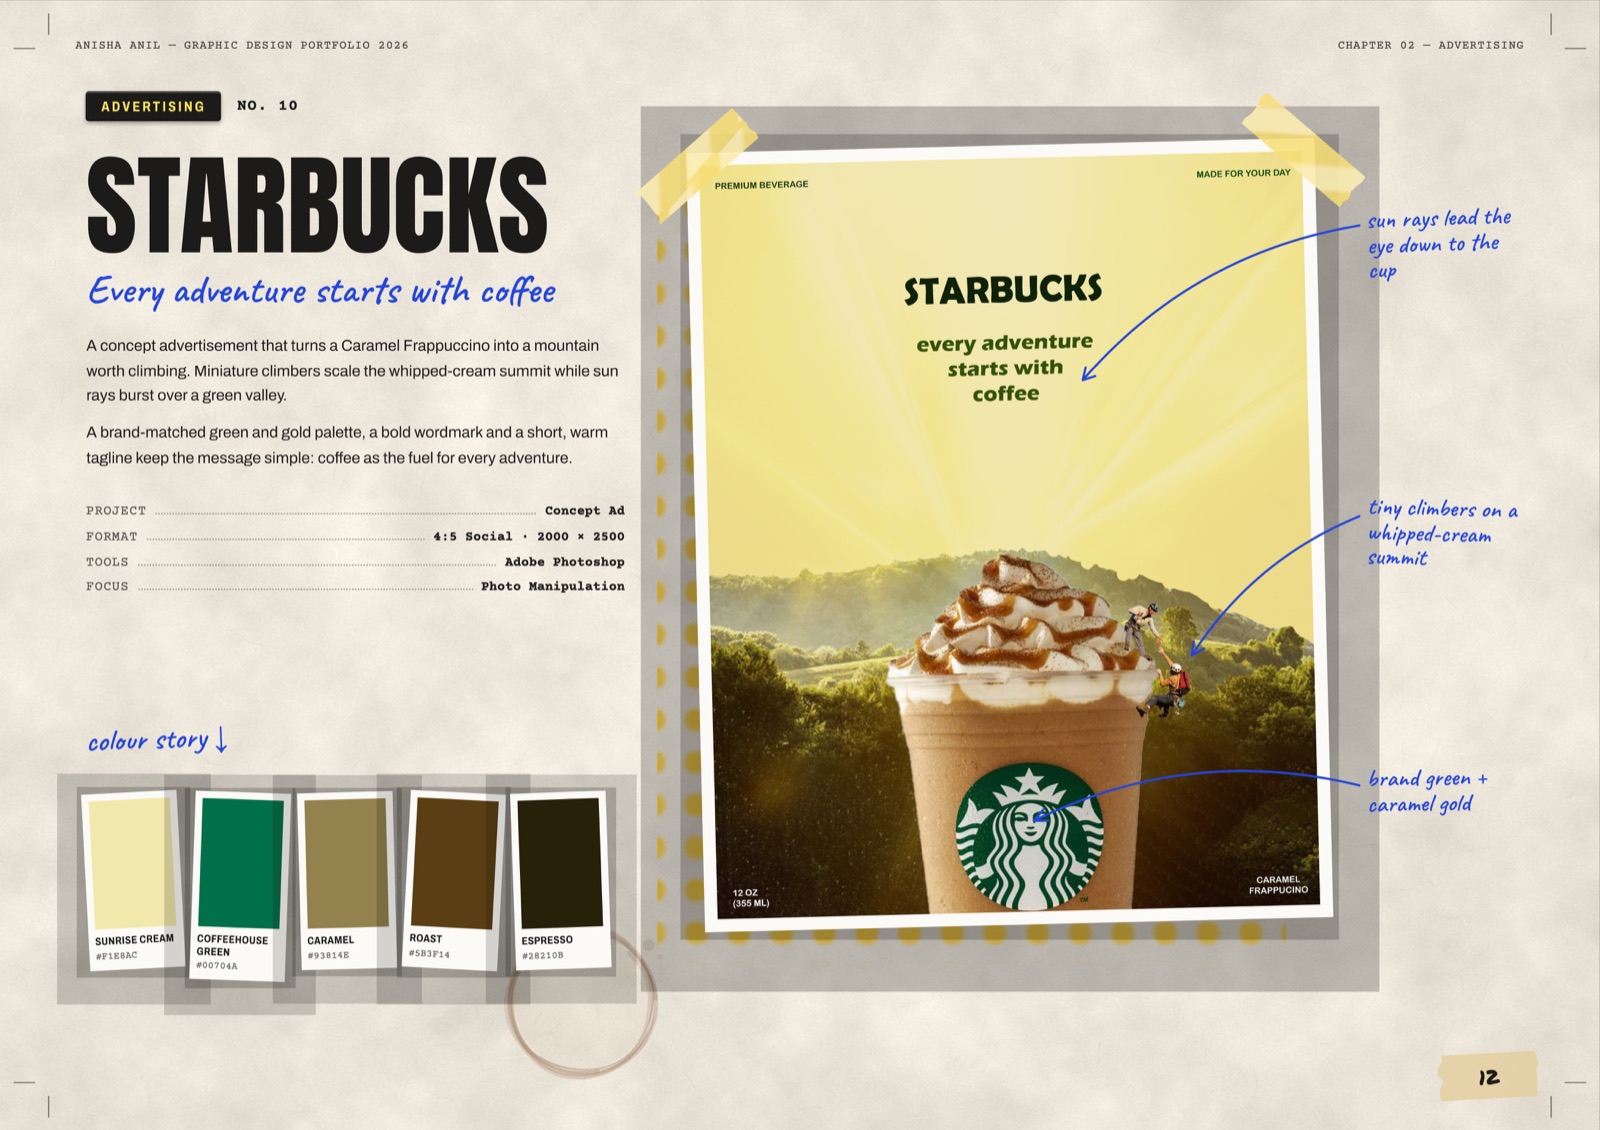 ANISHA ANIL — GRAPHIC DESIGN PORTFOLIO 2026
CHAPTER 02 — ADVERTISING
ADVERTISING
NO. 10
STARBUCKS
Every adventure starts with coffee
A concept advertisement that turns a Caramel Frappuccino into a mountain
worth climbing. Miniature climbers scale the whipped-cream summit while sun
rays burst over a green valley.
A brand-matched green and gold palette, a bold wordmark and a short, warm
tagline keep the message simple: coffee as the fuel for every adventure.
PROJECT Concept Ad
FORMAT 4:5 Social · 2000 × 2500
TOOLS Adobe Photoshop
FOCUS Photo Manipulation
colour story ↓
SUNRISE CREAM
#F1E8AC
COFFEEHOUSE
GREEN
#00704A
CARAMEL
#93814E
ROAST
#5B3F14
ESPRESSO
#28210B
PREMIUM BEVERAGE
MADE FOR YOUR DAY
STARBUCKS
every adventure
starts with
coffee
12 OZ
(355 ML)
CARAMEL
FRAPPUCINO
TM
sun rays lead the
eye down to the
cup
tiny climbers on a
whipped-cream
summit
brand green +
caramel gold
12